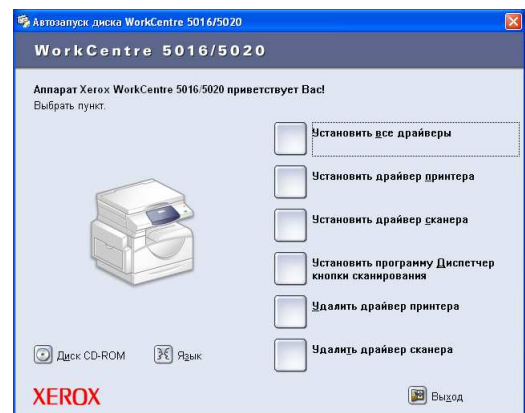 Автозапуск диска WorkCentre 5016/5020
WorkCentre 5016/5020
Аппарат Xerox WorkCentre 5016/5020 приветствует Вас!
Выбрать пункт.
Установить все драйверы
Установить драйвер принтера
Установить драйвер сканера
Установить программу Диспетчер
кнопки сканирования
Удалить драйвер принтера
Удалить драйвер сканера
Диск CD-ROM
Язык
XEROX
Выход